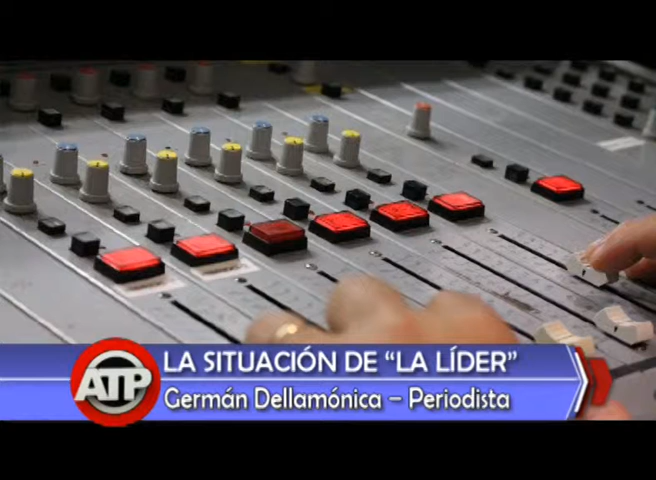 LA SITUACIÓN DE “LA LÍDER”
ATP
Germán Dellamónica – Periodista